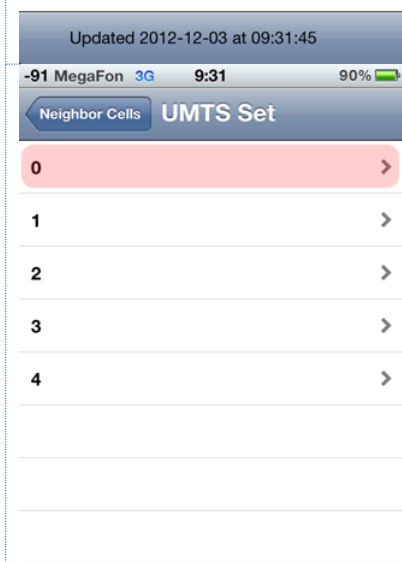 Updated 2012-12-03 at 09:31:45
-91 MegaFon 3G 9:31 90%
Neighbor Cells UMTS Set
0
1
2
3
4